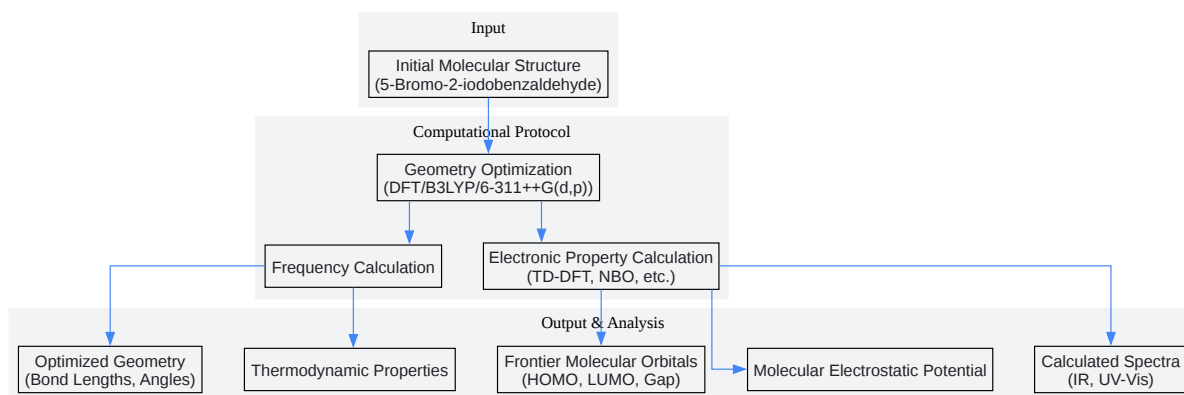 Input
Initial Molecular Structure
(5-Bromo-2-iodobenzaldehyde)
Computational Protocol
Geometry Optimization
(DFT/B3LYP/6-311++G(d,p))
Frequency Calculation
Electronic Property Calculation
(TD-DFT, NBO, etc.)
Output & Analysis
Optimized Geometry
(Bond Lengths, Angles)
Thermodynamic Properties
Frontier Molecular Orbitals
(HOMO, LUMO, Gap)
Molecular Electrostatic Potential
Calculated Spectra
(IR, UV-Vis)